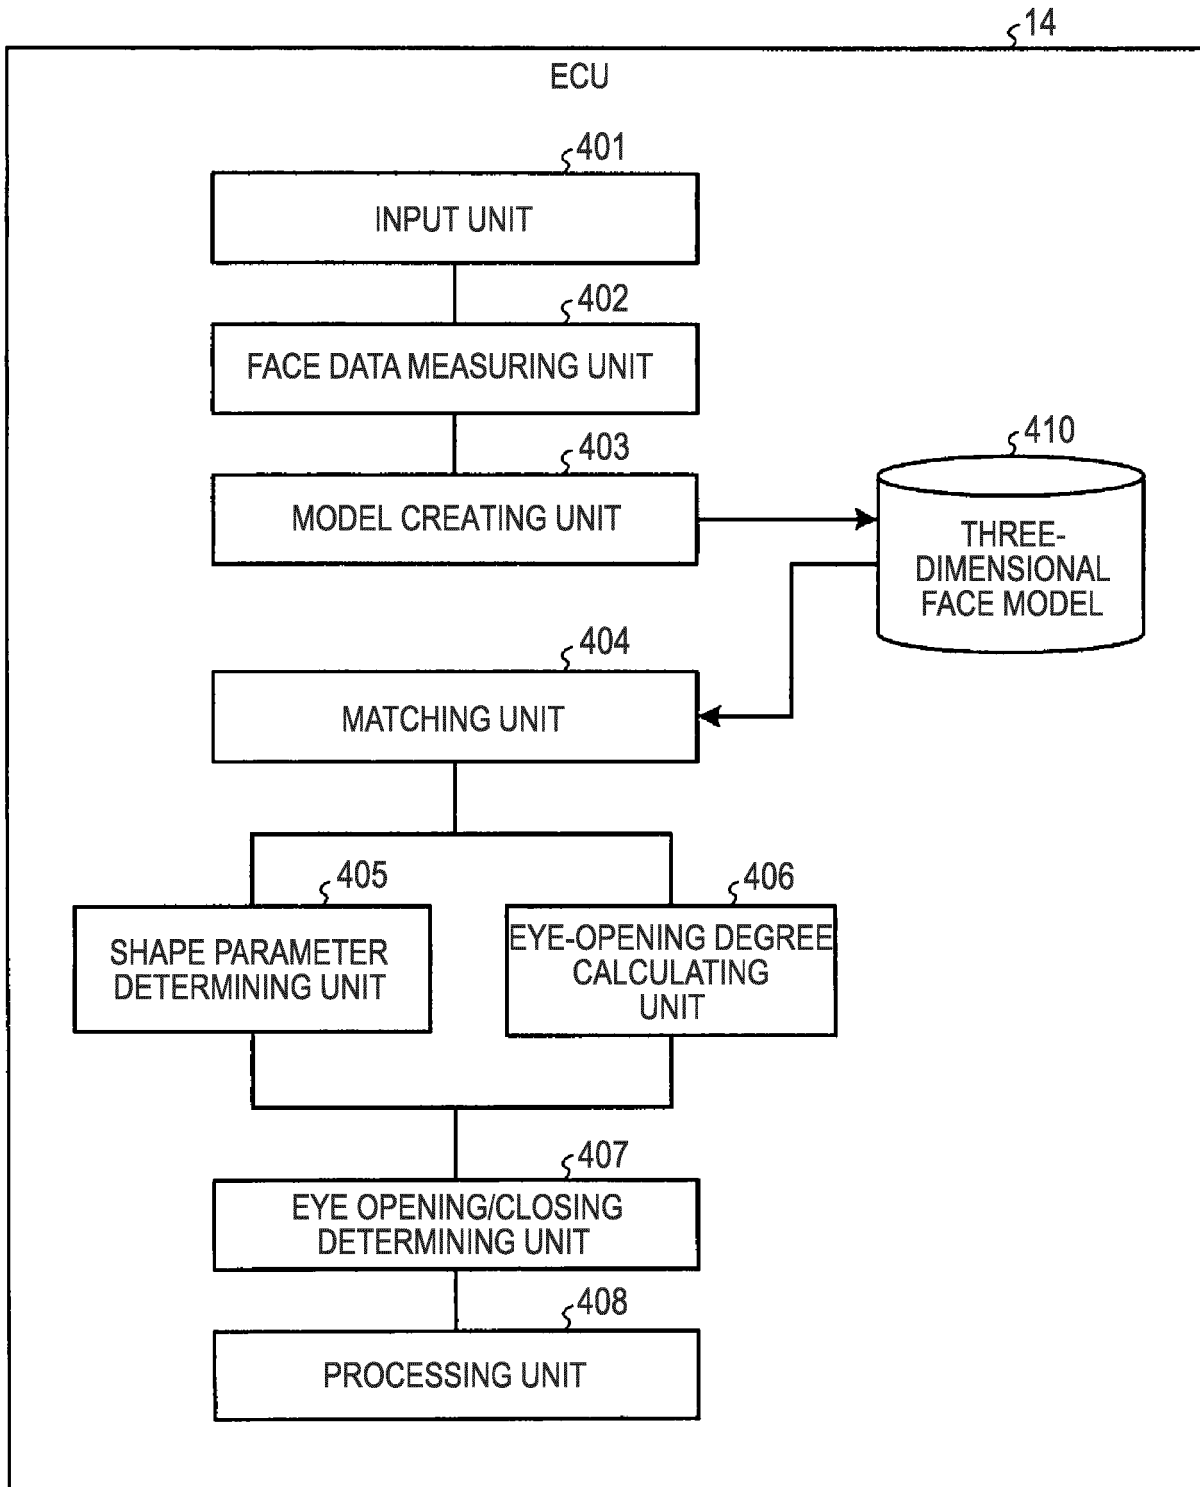 14
ECU
401
INPUT UNIT
402
FACE DATA MEASURING UNIT
403
MODEL CREATING UNIT
410
THREE-
DIMENSIONAL
FACE MODEL
404
MATCHING UNIT
405
SHAPE PARAMETER
DETERMINING UNIT
406
EYE-OPENING DEGREE
CALCULATING
UNIT
407
EYE OPENING/CLOSING
DETERMINING UNIT
408
PROCESSING UNIT